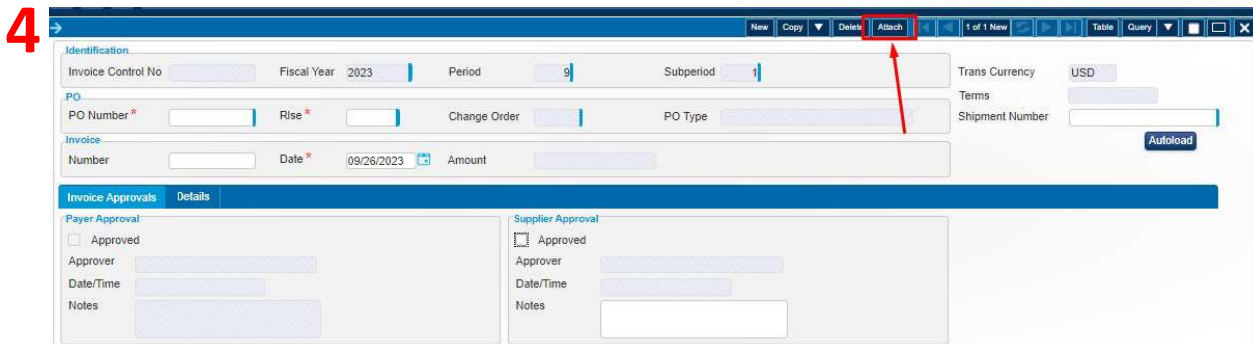 4
New Copy Delete Attach 1 of 1 New Table Query
Identification
Invoice Control No Fiscal Year 2023 Period 9 Subperiod 1 Trans Currency USD
PO Terms
PO Number * Rlse * Change Order PO Type Shipment Number
Invoice Autoload
Number Date * 09/26/2023 Amount
Invoice Approvals Details
Payer Approval Supplier Approval
Approved Approved
Approver Approver
Date/Time Date/Time
Notes Notes